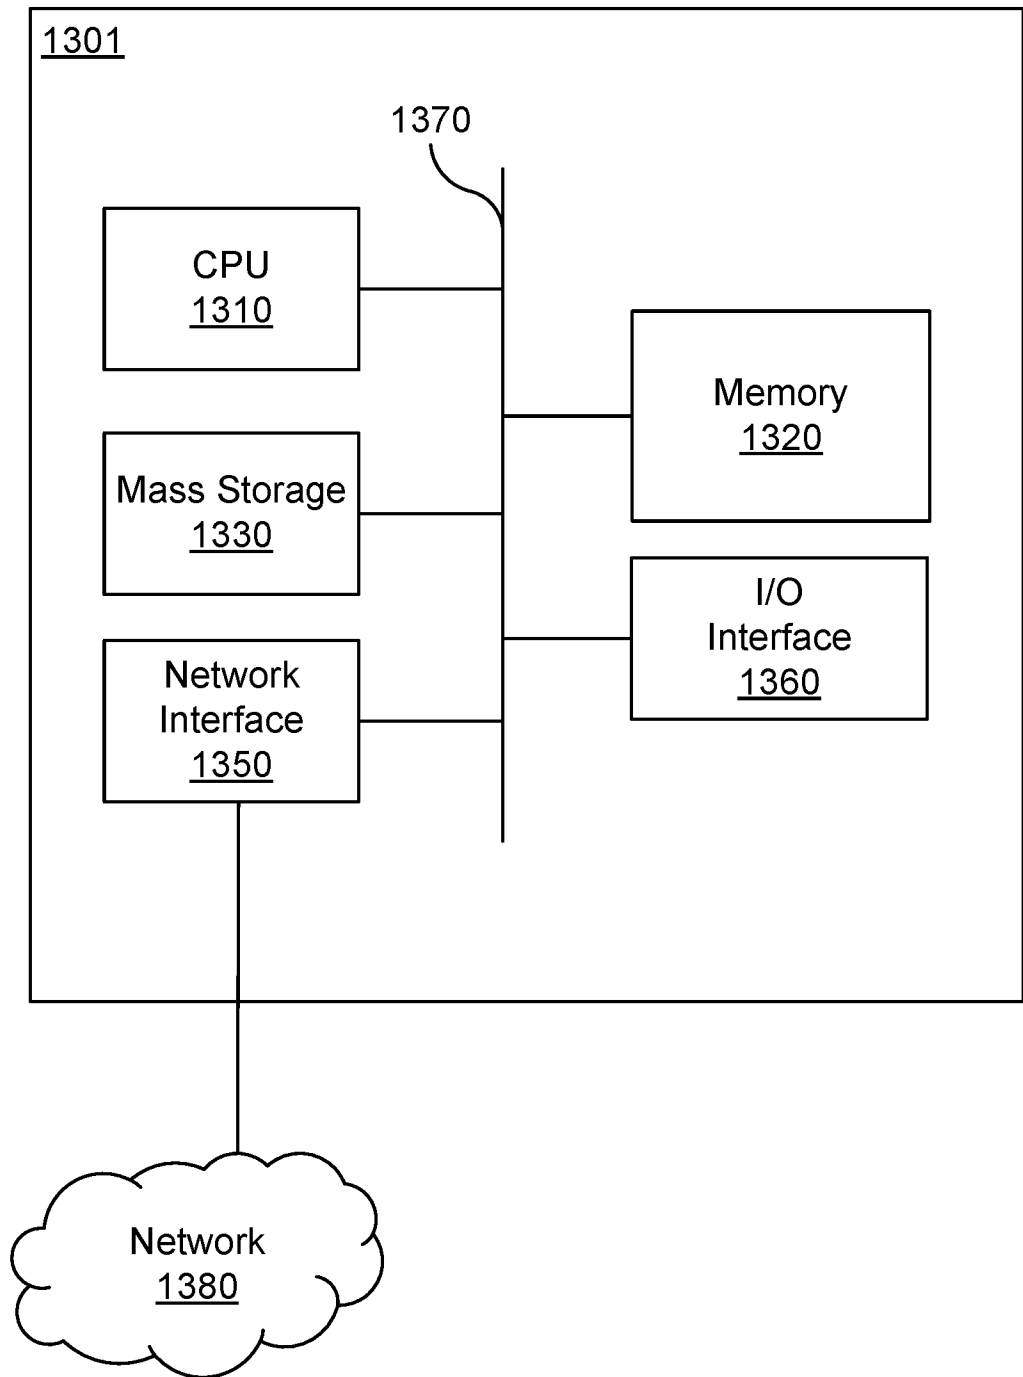 1301
1370
CPU
1310
Memory
1320
Mass Storage
1330
I/O
Interface
1360
Network
Interface
1350
Network
1380